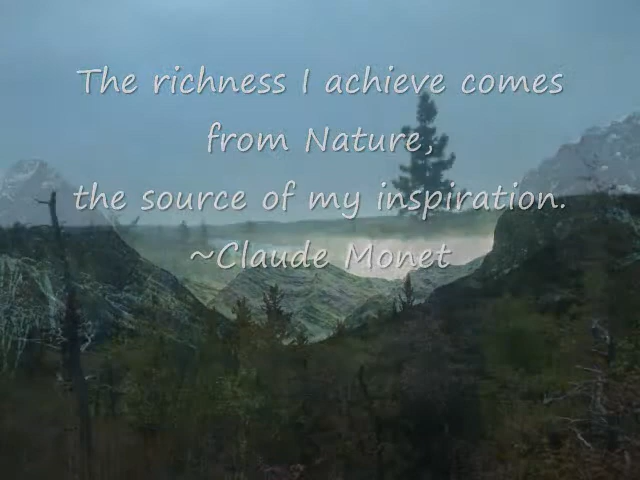 The richness I achieve comes
from Nature,
the source of my inspiration.
~Claude Monet